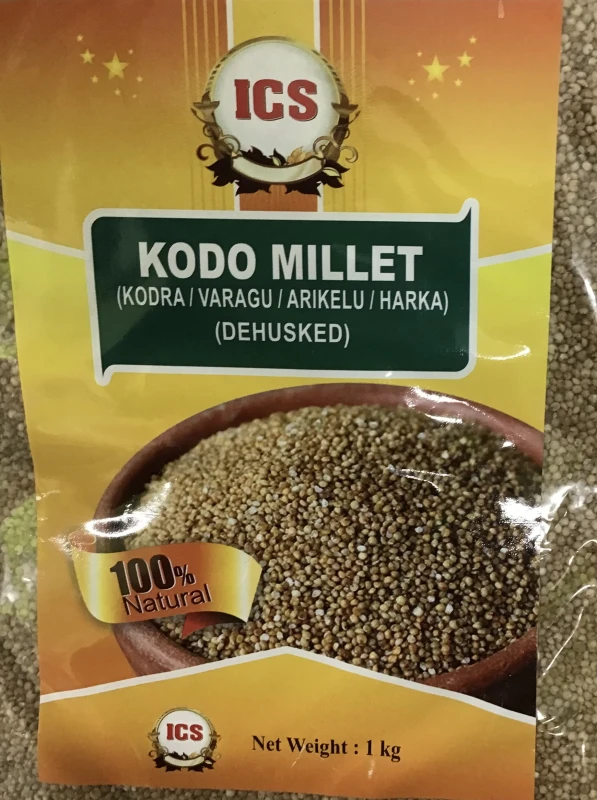 ICS
KODO MILLET
(KODRA / VARAGU / ARIKELU / HARKA)
(DEHUSKED)
100%
Natural
ICS
Net Weight : 1 kg